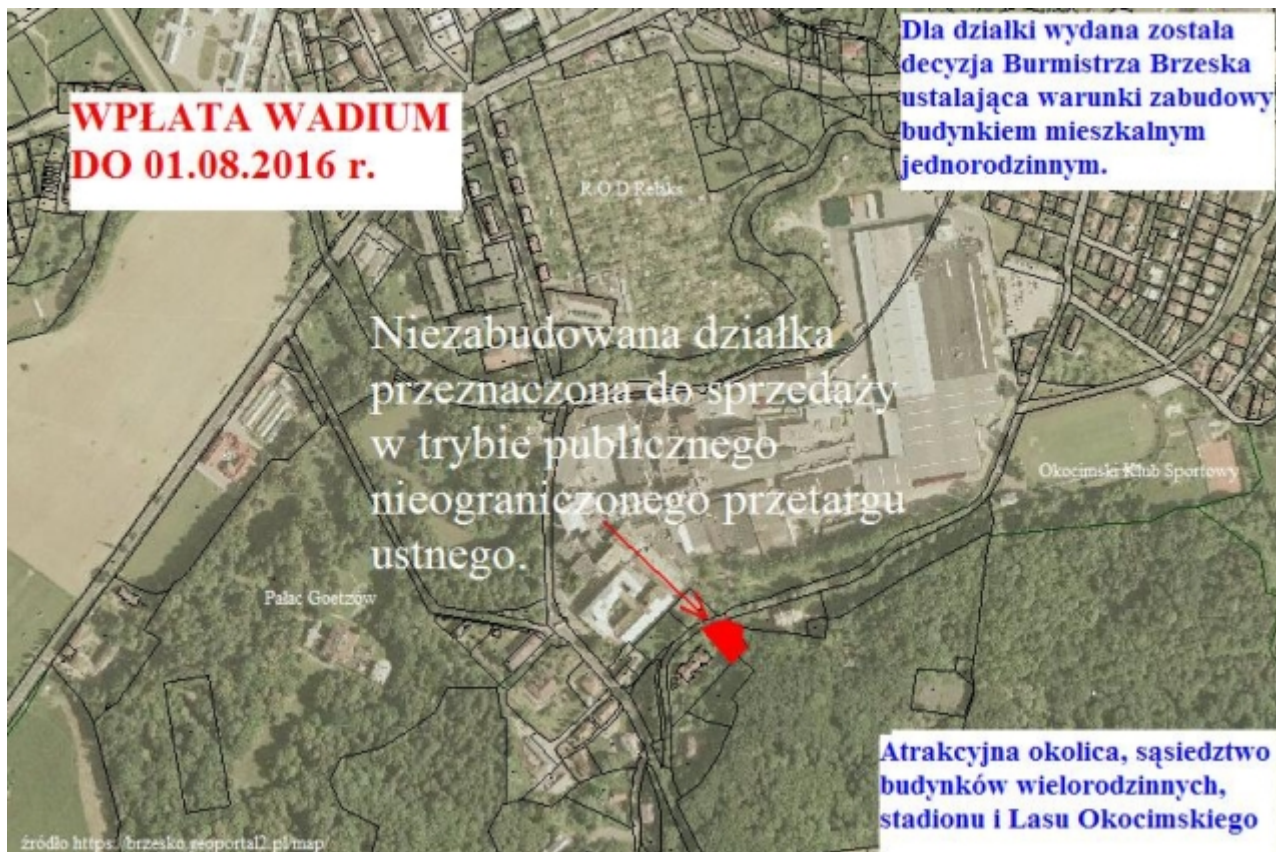 WPŁATA WADIUM
DO 01.08.2016 r.
Dla działki wydana została
decyzja Burmistrza Brzeska
ustalająca warunki zabudowy
budynkiem mieszkalnym
jednorodzinnym.
R.O.D Relaks
Niezabudowana działka
przeznaczona do sprzedaży
w trybie publicznego
nieograniczonego przetargu
ustnego.
Okocimski Klub Sportowy
Pałac Goetzów
Atrakcyjna okolica, sąsiedztwo
budynków wielorodzinnych,
stadionu i Lasu Okocimskiego
źródło https://brzesko.geoportal2.pl/map/